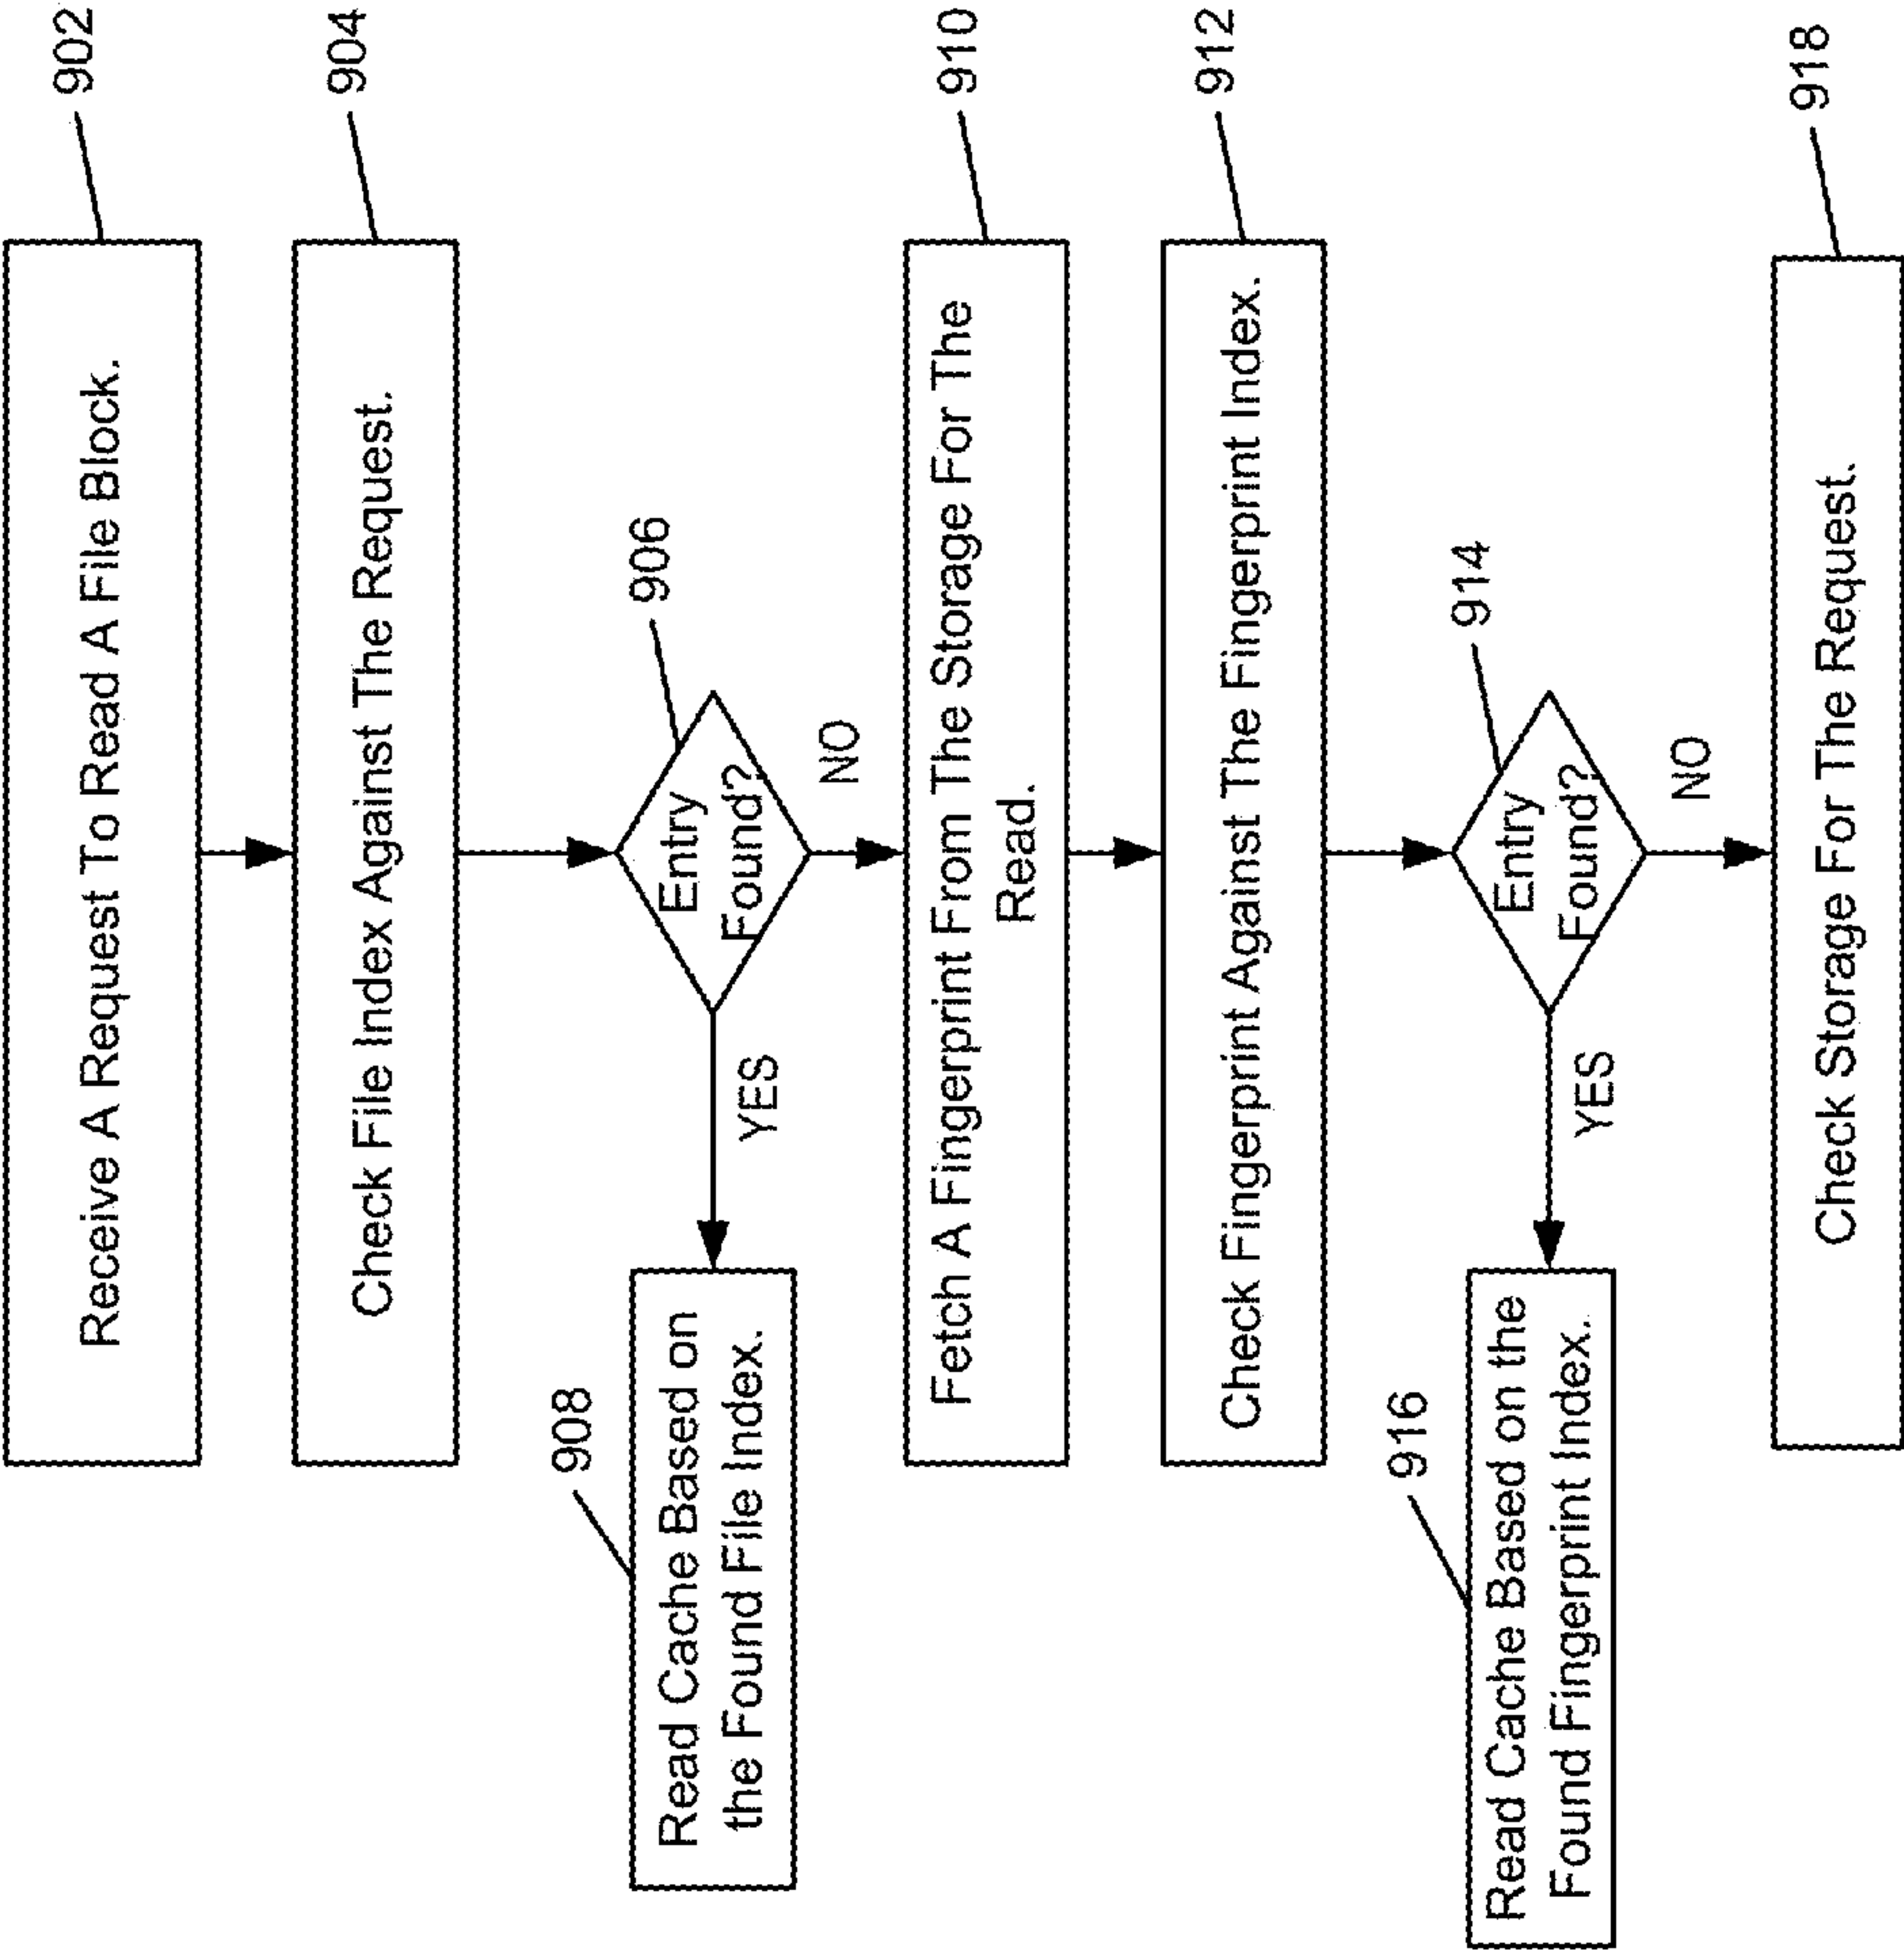 902
Receive A Request To Read A File Block.
904
Check File Index Against The Request.
906
Entry
Found?
YES
NO
908
Read Cache Based on
the Found File Index.
910
Fetch A Fingerprint From The Storage For The
Read.
912
Check Fingerprint Against The Fingerprint Index.
914
Entry
Found?
YES
NO
916
Read Cache Based on the
Found Fingerprint Index.
918
Check Storage For The Request.